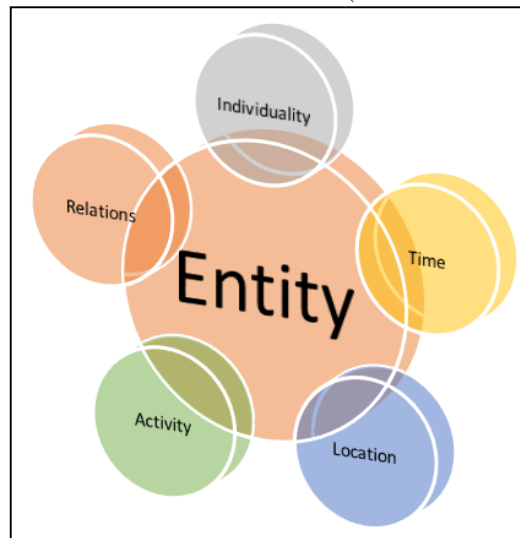 Individuality
Relations
Time
Entity
Activity
Location